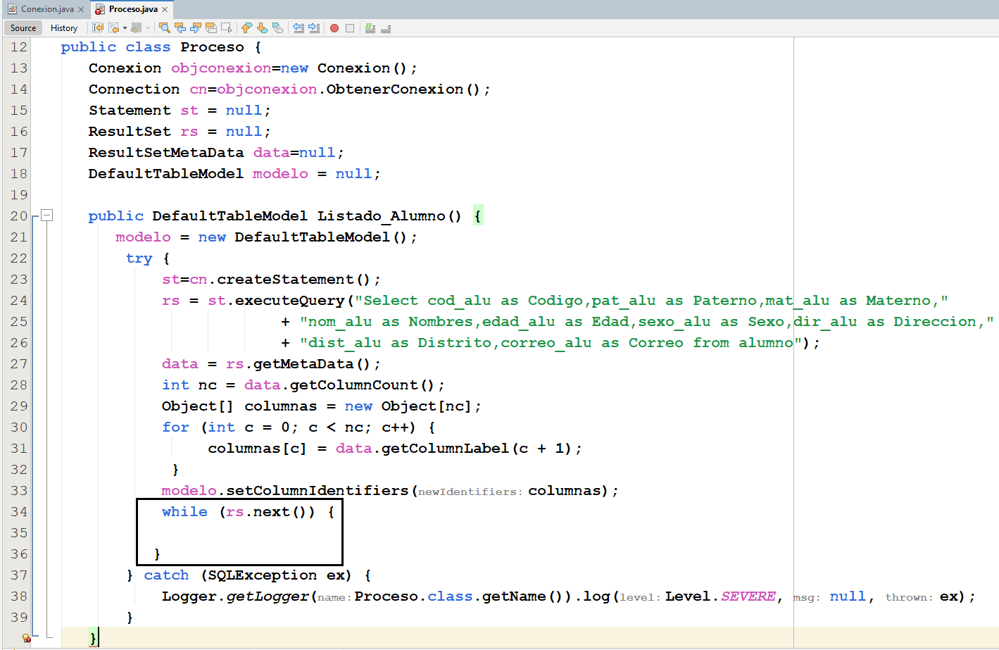 Conexion.java × Proceso.java ×
Source History
12 public class Proceso {
13 Conexion objconexion=new Conexion();
14 Connection cn=objconexion.ObtenerConexion();
15 Statement st = null;
16 ResultSet rs = null;
17 ResultSetMetaData data=null;
18 DefaultTableModel modelo = null;
19
20 public DefaultTableModel Listado_Alumno() {
21 modelo = new DefaultTableModel();
22 try {
23 st=cn.createStatement();
24 rs = st.executeQuery("Select cod_alu as Codigo,pat_alu as Paterno,mat_alu as Materno,"
25 + "nom_alu as Nombres,edad_alu as Edad,sexo_alu as Sexo,dir_alu as Direccion,"
26 + "dist_alu as Distrito,correo_alu as Correo from alumno");
27 data = rs.getMetaData();
28 int nc = data.getColumnCount();
29 Object[] columnas = new Object[nc];
30 for (int c = 0; c < nc; c++) {
31 columnas[c] = data.getColumnLabel(c + 1);
32 }
33 modelo.setColumnIdentifiers(newIdentifiers: columnas);
34 while (rs.next()) {
35
36 }
37 } catch (SQLException ex) {
38 Logger.getLogger(name: Proceso.class.getName()).log(level: Level.SEVERE, msg: null, thrown: ex);
39 }
}